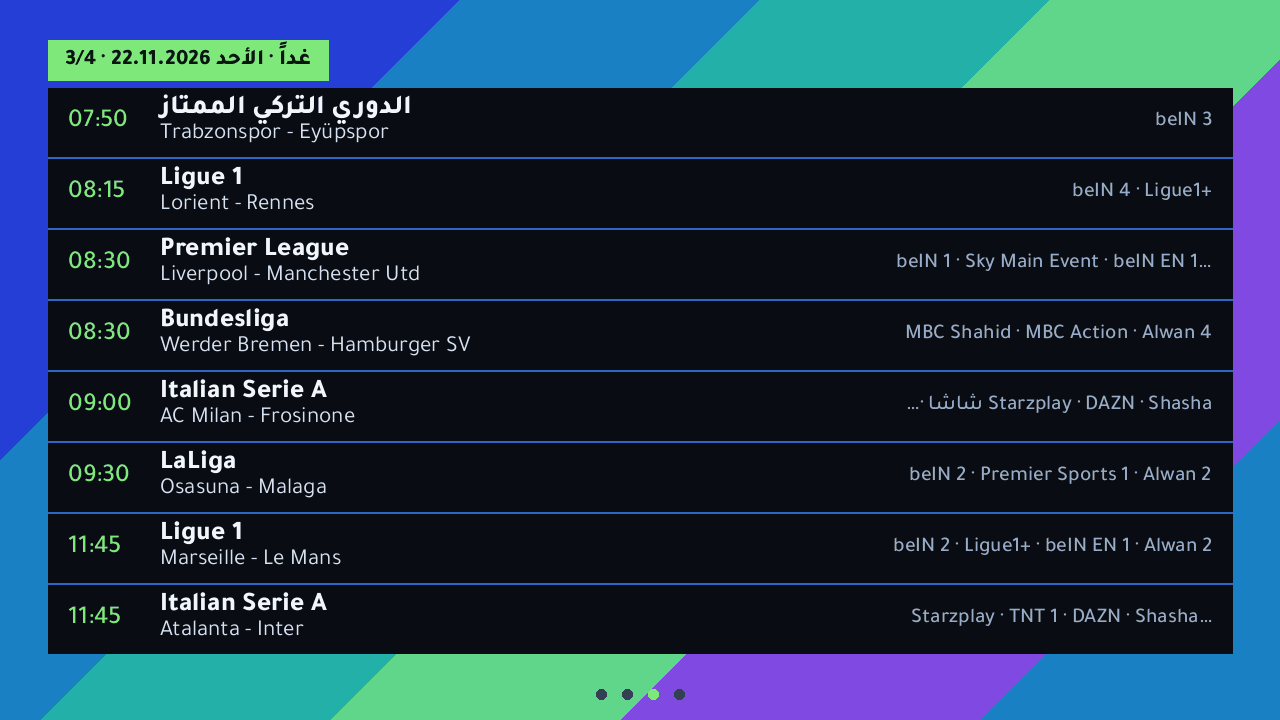 غداً · الأحد 22.11.2026 · 3/4
07:50
الدوري التركي الممتاز
Trabzonspor - Eyüpspor
beIN 3
08:15
Ligue 1
Lorient - Rennes
beIN 4 · Ligue1+
08:30
Premier League
Liverpool - Manchester Utd
beIN 1 · Sky Main Event · beIN EN 1…
08:30
Bundesliga
Werder Bremen - Hamburger SV
MBC Shahid · MBC Action · Alwan 4
09:00
Italian Serie A
AC Milan - Frosinone
Starzplay · DAZN · Shasha شاشا ·…
09:30
LaLiga
Osasuna - Malaga
beIN 2 · Premier Sports 1 · Alwan 2
11:45
Ligue 1
Marseille - Le Mans
beIN 2 · Ligue1+ · beIN EN 1 · Alwan 2
11:45
Italian Serie A
Atalanta - Inter
Starzplay · TNT 1 · DAZN · Shasha…